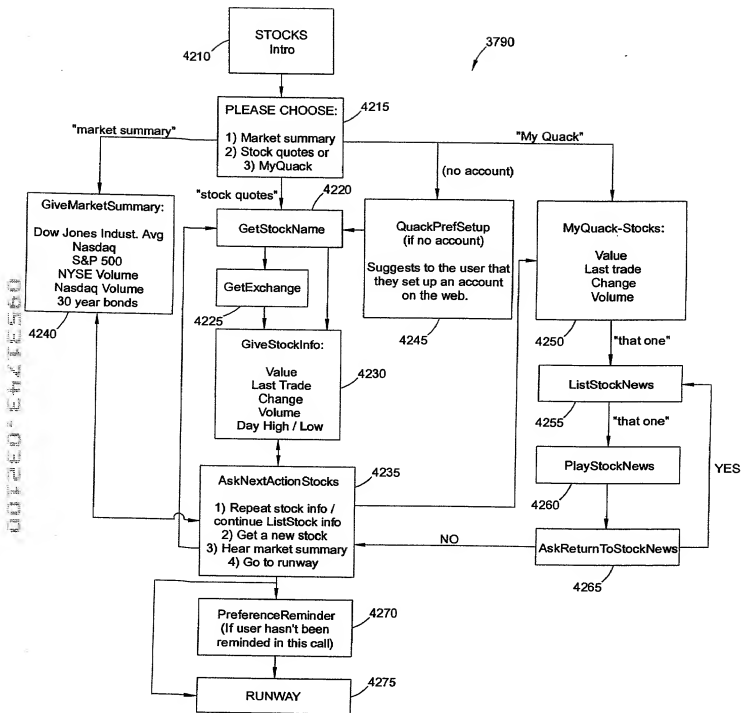 STOCKS
Intro
4210
3790
PLEASE CHOOSE:
1) Market summary
2) Stock quotes or
3) MyQuack
4215
"market summary"
"My Quack"
(no account)
"stock quotes"
4220
GiveMarketSummary:
Dow Jones Indust. Avg
Nasdaq
S&P 500
NYSE Volume
Nasdaq Volume
30 year bonds
4240
GetStockName
GetExchange
4225
QuackPrefSetup
(if no account)
Suggests to the user that
they set up an account
on the web.
4245
MyQuack-Stocks:
Value
Last trade
Change
Volume
4250
"that one"
GiveStockInfo:
Value
Last Trade
Change
Volume
Day High / Low
4230
ListStockNews
4255
"that one"
PlayStockNews
4260
YES
AskNextActionStocks
1) Repeat stock info /
continue ListStock info
2) Get a new stock
3) Hear market summary
4) Go to runway
4235
NO
AskReturnToStockNews
4265
PreferenceReminder
(If user hasn't been
reminded in this call)
4270
RUNWAY
4275